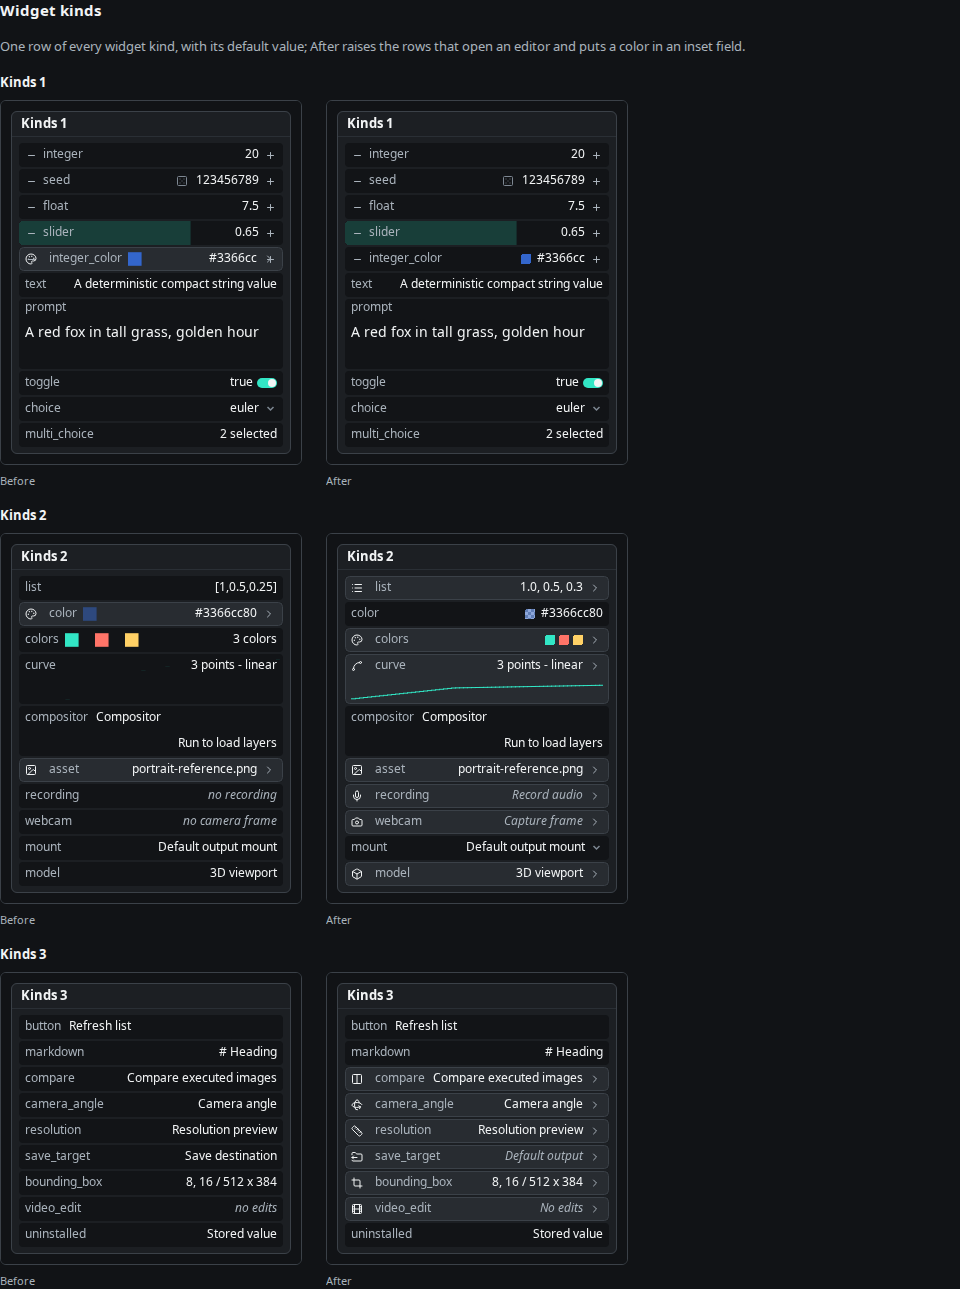 Widget kinds
One row of every widget kind, with its default value; After raises the rows that open an editor and puts a color in an inset field.
Kinds 1
Kinds 1
– integer 20 +
– seed 123456789 +
– float 7.5 +
– slider 0.65 +
integer_color #3366cc +
text A deterministic compact string value
prompt
A red fox in tall grass, golden hour
toggle true
choice euler
multi_choice 2 selected
Before
Kinds 1
– integer 20 +
– seed 123456789 +
– float 7.5 +
– slider 0.65 +
– integer_color #3366cc +
text A deterministic compact string value
prompt
A red fox in tall grass, golden hour
toggle true
choice euler
multi_choice 2 selected
After
Kinds 2
Kinds 2
list [1,0.5,0.25]
color #3366cc80 >
colors 3 colors
curve 3 points - linear
compositor Compositor
Run to load layers
asset portrait-reference.png >
recording no recording
webcam no camera frame
mount Default output mount
model 3D viewport
Before
Kinds 2
list 1.0, 0.5, 0.3 >
color #3366cc80
colors >
curve 3 points - linear >
compositor Compositor
Run to load layers
asset portrait-reference.png >
recording Record audio >
webcam Capture frame >
mount Default output mount
model 3D viewport >
After
Kinds 3
Kinds 3
button Refresh list
markdown # Heading
compare Compare executed images
camera_angle Camera angle
resolution Resolution preview
save_target Save destination
bounding_box 8, 16 / 512 x 384
video_edit no edits
uninstalled Stored value
Before
Kinds 3
button Refresh list
markdown # Heading
compare Compare executed images >
camera_angle Camera angle >
resolution Resolution preview >
save_target Default output >
bounding_box 8, 16 / 512 x 384 >
video_edit No edits >
uninstalled Stored value
After